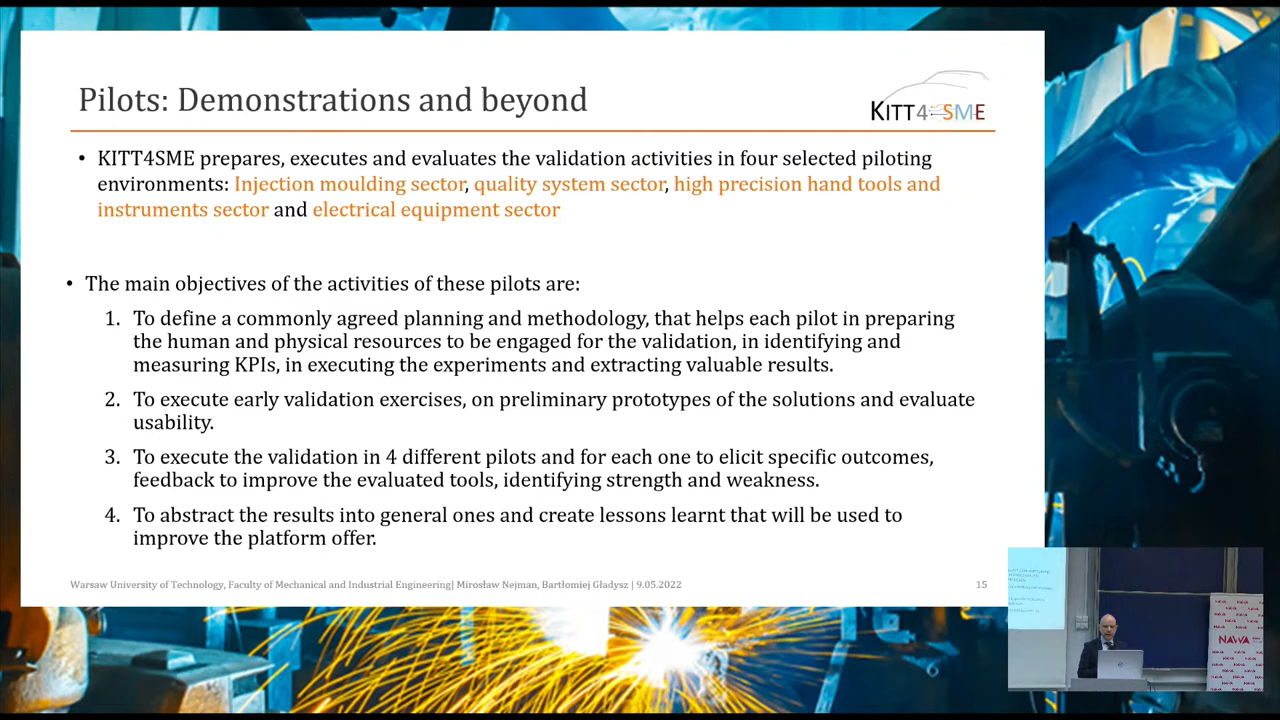 Pilots: Demonstrations and beyond
KITT4SME
• KITT4SME prepares, executes and evaluates the validation activities in four selected piloting
environments: Injection moulding sector, quality system sector, high precision hand tools and
instruments sector and electrical equipment sector
• The main objectives of the activities of these pilots are:
1. To define a commonly agreed planning and methodology, that helps each pilot in preparing
the human and physical resources to be engaged for the validation, in identifying and
measuring KPIs, in executing the experiments and extracting valuable results.
2. To execute early validation exercises, on preliminary prototypes of the solutions and evaluate
usability.
3. To execute the validation in 4 different pilots and for each one to elicit specific outcomes,
feedback to improve the evaluated tools, identifying strength and weakness.
4. To abstract the results into general ones and create lessons learnt that will be used to
improve the platform offer.
Warsaw University of Technology, Faculty of Mechanical and Industrial Engineering| Mirosław Nejman, Bartłomiej Gładysz | 9.05.2022
15
NAWA